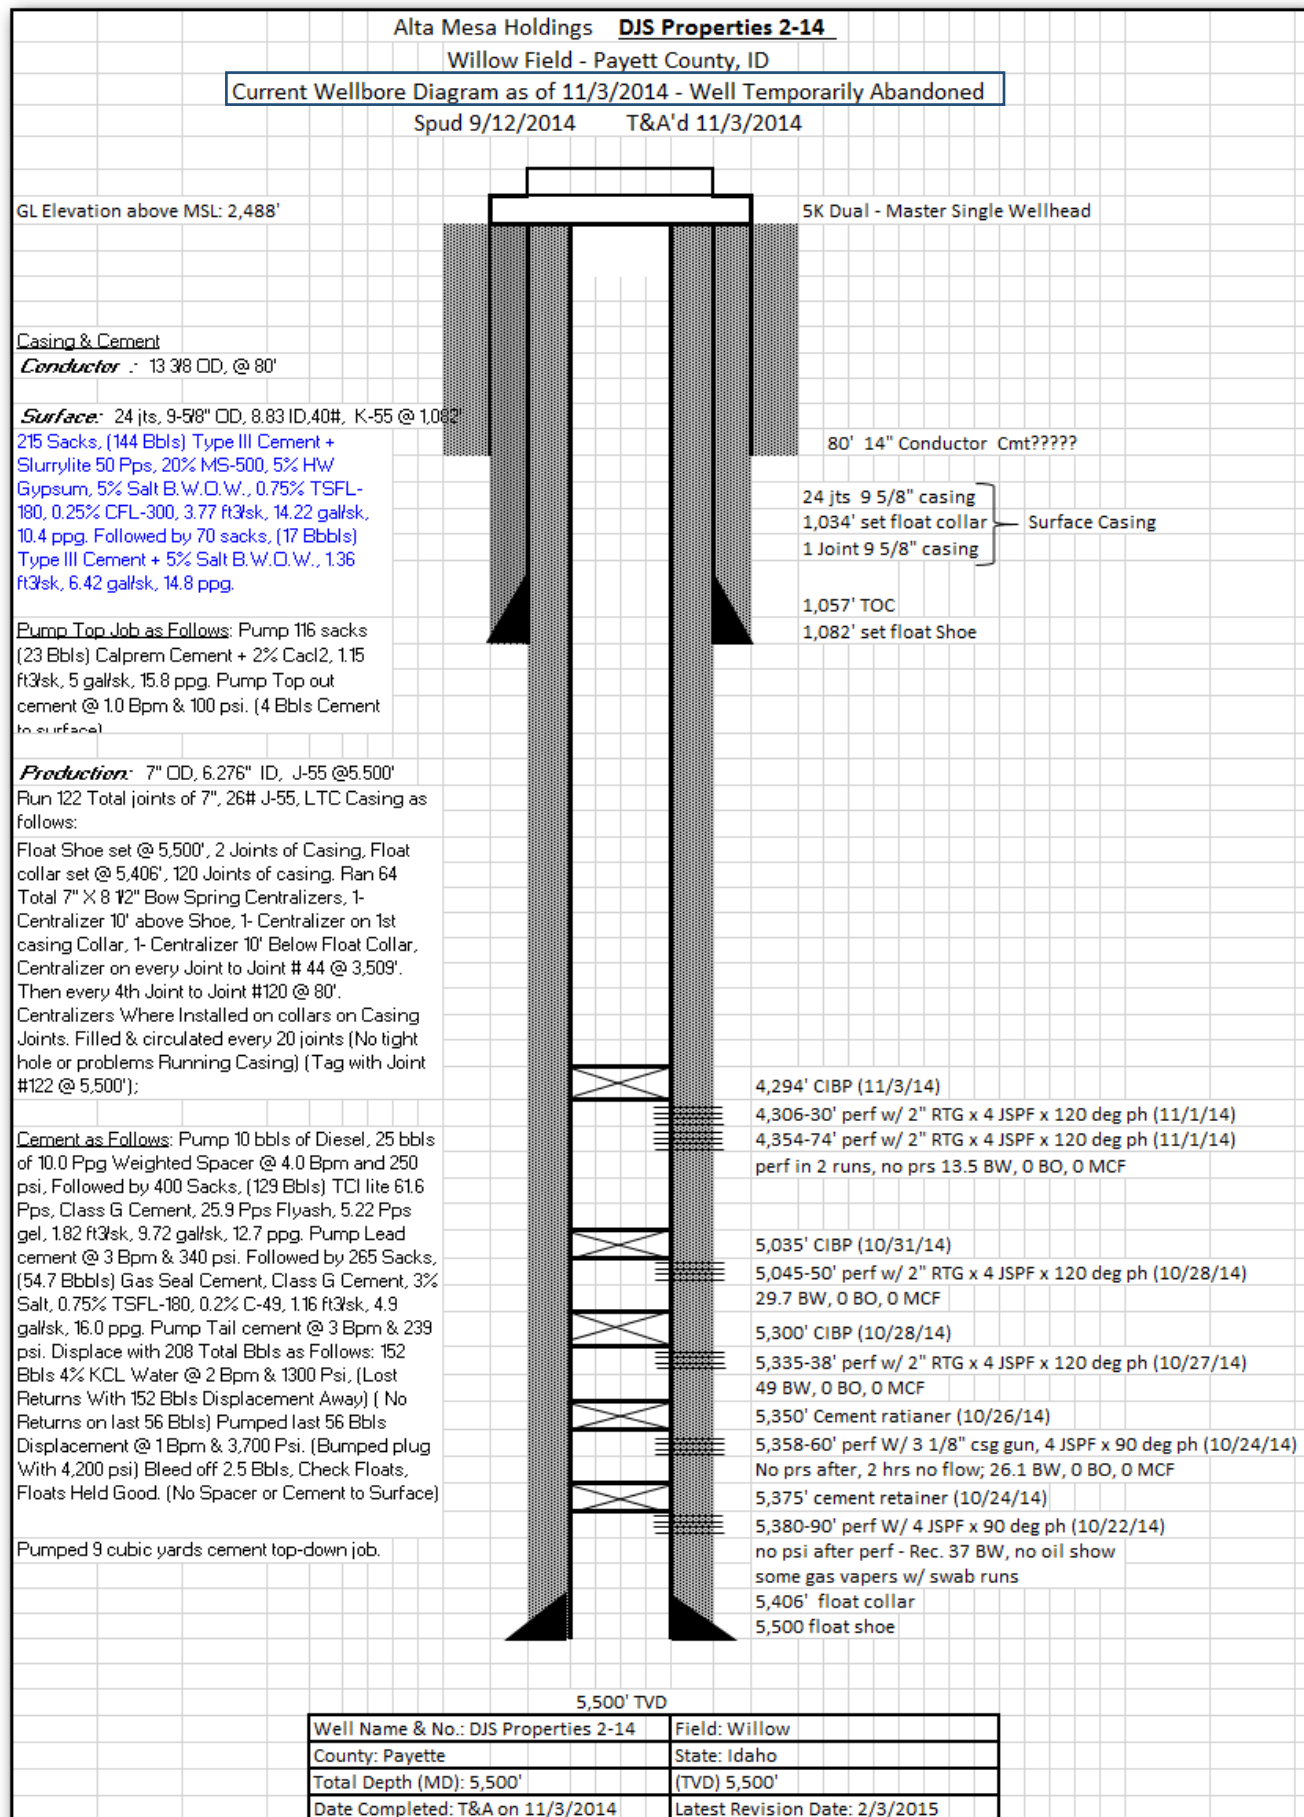 Alta Mesa Holdings DJS Properties 2-14
Willow Field - Payett County, ID
Current Wellbore Diagram as of 11/3/2014 - Well Temporarily Abandoned
Spud 9/12/2014 T&A'd 11/3/2014
GL Elevation above MSL: 2,488'
5K Dual - Master Single Wellhead
Casing & Cement
Conductor : 13 3/8 OD, @ 80'
Surface: 24 jts, 9-5/8" OD, 8.83 ID,40#, K-55 @ 1,082'
215 Sacks, (144 Bbls) Type III Cement +
Slurrylite 50 Pps, 20% MS-500, 5% HW
Gypsum, 5% Salt B.W.O.W., 0.75% TSFL-
180, 0.25% CFL-300, 3.77 ft3/sk, 14.22 gal/sk,
10.4 ppg. Followed by 70 sacks, (17 Bbbls)
Type III Cement + 5% Salt B.W.O.W., 1.36
ft3/sk, 6.42 gal/sk, 14.8 ppg.
80' 14" Conductor Cmt?????
24 jts 9 5/8" casing
1,034' set float collar
1 Joint 9 5/8" casing
Surface Casing
1,057' TOC
1,082' set float Shoe
Pump Top Job as Follows: Pump 116 sacks
(23 Bbls) Calprem Cement + 2% Cacl2, 1.15
ft3/sk, 5 gal/sk, 15.8 ppg. Pump Top out
cement @ 1.0 Bpm & 100 psi. (4 Bbls Cement
to surface)
Production: 7" OD, 6.276" ID, J-55 @5.500'
Run 122 Total joints of 7", 26# J-55, LTC Casing as
follows:
Float Shoe set @ 5,500', 2 Joints of Casing, Float
collar set @ 5,406', 120 Joints of casing. Ran 64
Total 7" X 8 1/2" Bow Spring Centralizers, 1-
Centralizer 10' above Shoe, 1- Centralizer on 1st
casing Collar, 1- Centralizer 10' Below Float Collar,
Centralizer on every Joint to Joint # 44 @ 3,509'.
Then every 4th Joint to Joint #120 @ 80'.
Centralizers Where Installed on collars on Casing
Joints. Filled & circulated every 20 joints (No tight
hole or problems Running Casing) (Tag with Joint
#122 @ 5,500');
Cement as Follows: Pump 10 bbls of Diesel, 25 bbls
of 10.0 Ppg Weighted Spacer @ 4.0 Bpm and 250
psi, Followed by 400 Sacks, (129 Bbls) TCI lite 61.6
Pps, Class G Cement, 25.9 Pps Flyash, 5.22 Pps
gel, 1.82 ft3/sk, 9.72 gal/sk, 12.7 ppg. Pump Lead
cement @ 3 Bpm & 340 psi. Followed by 265 Sacks,
(54.7 Bbbls) Gas Seal Cement, Class G Cement, 3%
Salt, 0.75% TSFL-180, 0.2% C-49, 1.16 ft3/sk, 4.9
gal/sk, 16.0 ppg. Pump Tail cement @ 3 Bpm & 239
psi. Displace with 208 Total Bbls as Follows: 152
Bbls 4% KCL Water @ 2 Bpm & 1300 Psi, (Lost
Returns With 152 Bbls Displacement Away) ( No
Returns on last 56 Bbls) Pumped last 56 Bbls
Displacement @ 1 Bpm & 3,700 Psi. (Bumped plug
With 4,200 psi) Bleed off 2.5 Bbls, Check Floats,
Floats Held Good. (No Spacer or Cement to Surface)
Pumped 9 cubic yards cement top-down job.
4,294' CIBP (11/3/14)
4,306-30' perf w/ 2" RTG x 4 JSPF x 120 deg ph (11/1/14)
4,354-74' perf w/ 2" RTG x 4 JSPF x 120 deg ph (11/1/14)
perf in 2 runs, no prs 13.5 BW, 0 BO, 0 MCF
5,035' CIBP (10/31/14)
5,045-50' perf w/ 2" RTG x 4 JSPF x 120 deg ph (10/28/14)
29.7 BW, 0 BO, 0 MCF
5,300' CIBP (10/28/14)
5,335-38' perf w/ 2" RTG x 4 JSPF x 120 deg ph (10/27/14)
49 BW, 0 BO, 0 MCF
5,350' Cement ratianer (10/26/14)
5,358-60' perf W/ 3 1/8" csg gun, 4 JSPF x 90 deg ph (10/24/14)
No prs after, 2 hrs no flow; 26.1 BW, 0 BO, 0 MCF
5,375' cement retainer (10/24/14)
5,380-90' perf W/ 4 JSPF x 90 deg ph (10/22/14)
no psi after perf - Rec. 37 BW, no oil show
some gas vapers w/ swab runs
5,406' float collar
5,500 float shoe
5,500' TVD
Well Name & No.: DJS Properties 2-14 Field: Willow
County: Payette State: Idaho
Total Depth (MD): 5,500' (TVD) 5,500'
Date Completed: T&A on 11/3/2014 Latest Revision Date: 2/3/2015